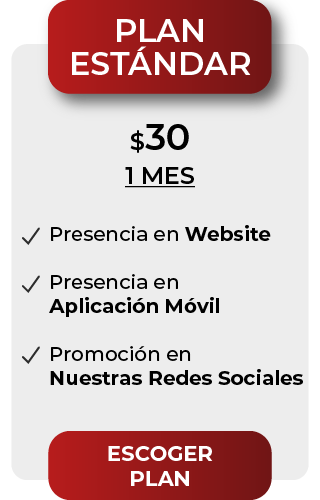 PLAN
ESTÁNDAR
$30
1 MES
Presencia en Website
Presencia en
Aplicación Móvil
Promoción en
Nuestras Redes Sociales
ESCOGER
PLAN